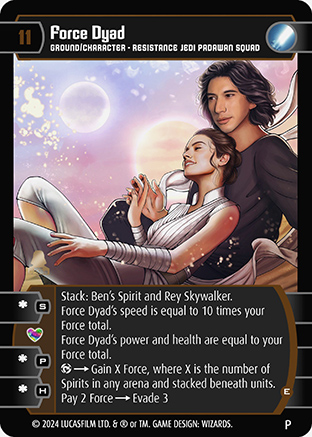 11
Force Dyad
GROUND/CHARACTER - RESISTANCE JEDI PADAWAN SQUAD
Stack: Ben's Spirit and Rey Skywalker.
* S
Force Dyad's speed is equal to 10 times your
Force total.
Force Dyad's power and health are equal to your
* P
Force total.
→ Gain X Force, where X is the number of
* H
Spirits in any arena and stacked beneath units.
Pay 2 Force → Evade 3
E
© 2024 LUCASFILM LTD. & ® or TM. GAME DESIGN: WIZARDS.
P